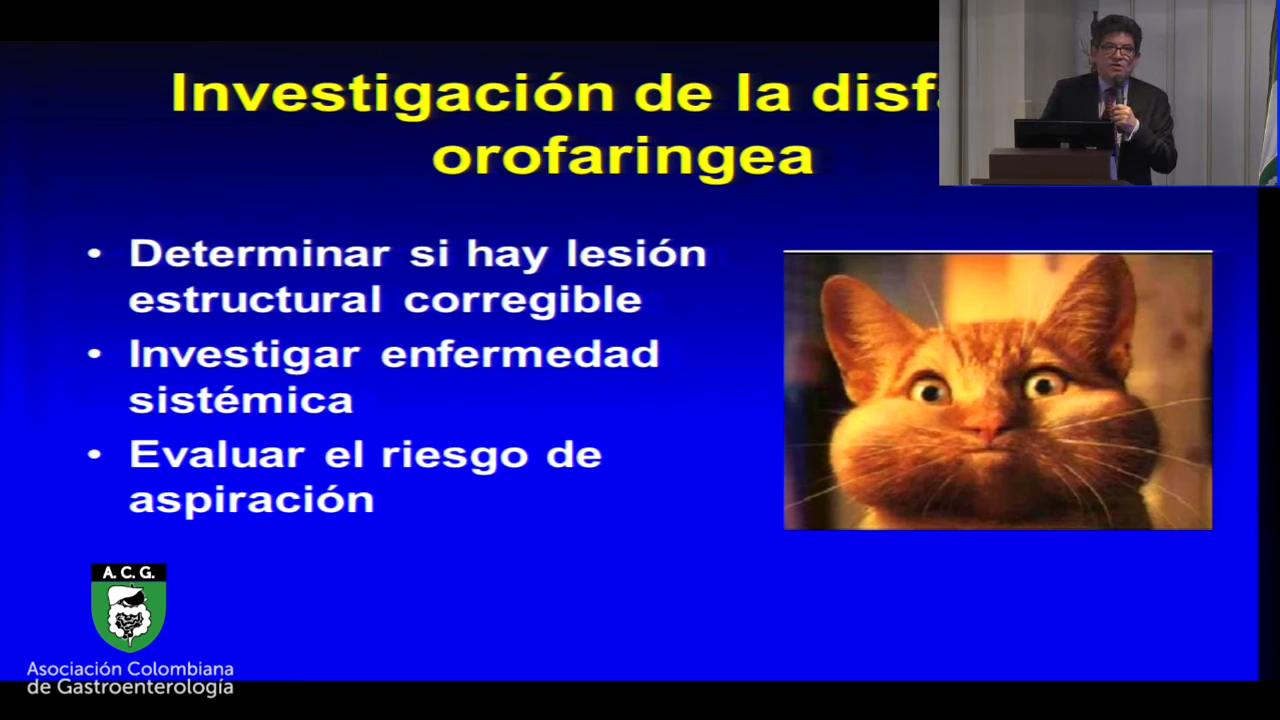 Investigación de la
orofaringea
• Determinar si hay lesión
estructural corregible
• Investigar enfermedad
sistémica
• Evaluar el riesgo de
aspiración
A. C. G.
Asociación Colombiana
de Gastroenterología